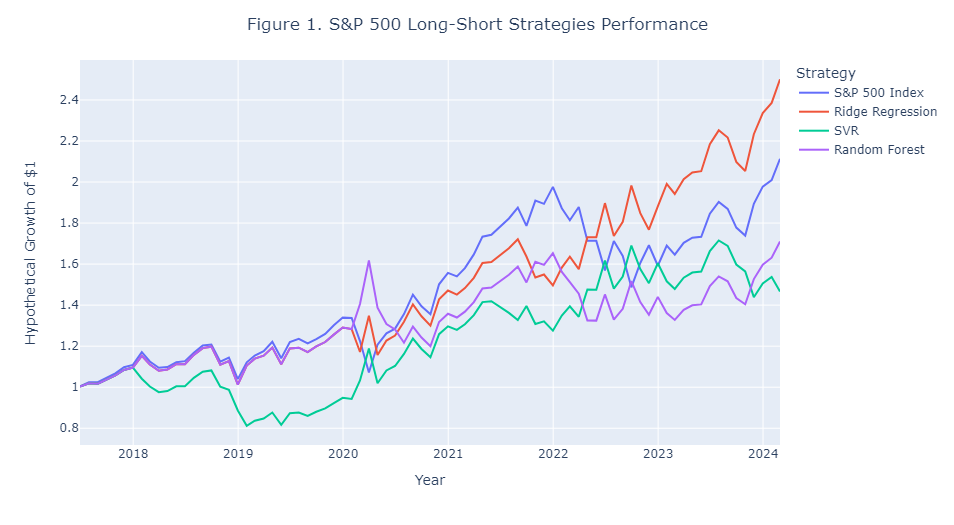 Figure 1. S&P 500 Long-Short Strategies Performance
Strategy
S&P 500 Index
Ridge Regression
SVR
Random Forest
Hypothetical Growth of $1
2.4
2.2
2
1.8
1.6
1.4
1.2
1
0.8
2018
2019
2020
2021
2022
2023
2024
Year